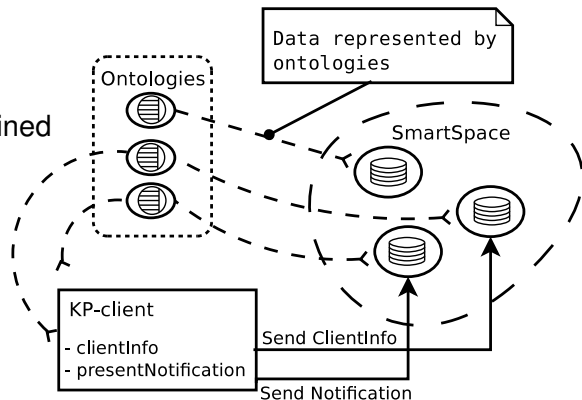 Data represented by
ontologies
Ontologies
SmartSpace
KP-client
- clientInfo
- presentNotification
Send ClientInfo
Send Notification